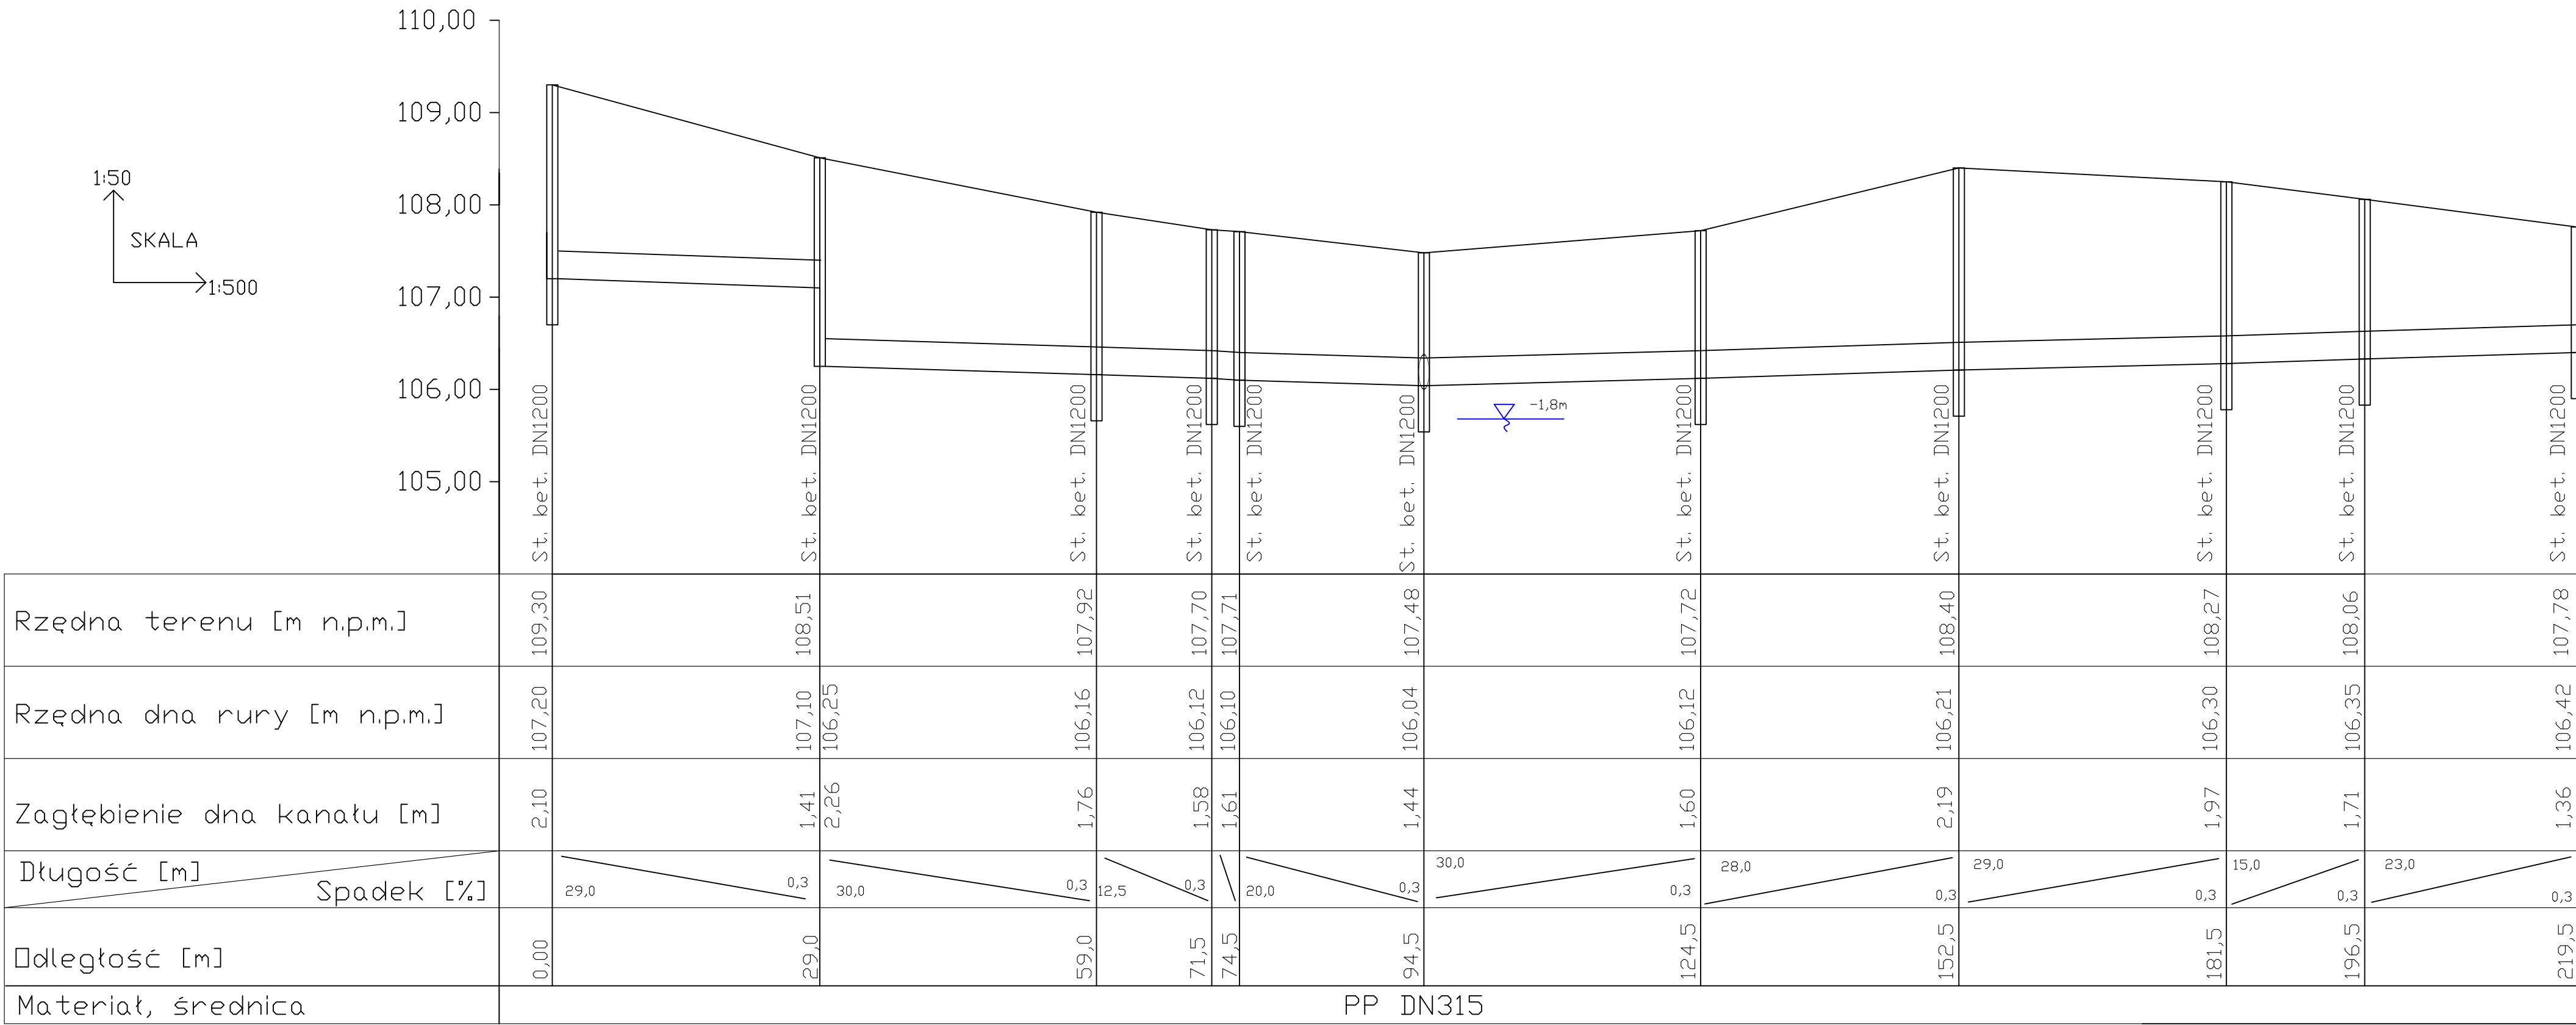 110,00
109,00
108,00
107,00
106,00
105,00
1:50
SKALA
1:500
-1,8m
St. bet. DN1200
St. bet. DN1200
St. bet. DN1200
St. bet. DN1200
St. bet. DN1200
St. bet. DN1200
St. bet. DN1200
St. bet. DN1200
St. bet. DN1200
St. bet. DN1200
St. bet. DN1200
Rzędna terenu [m n.p.m.] 109,30 108,51 107,92 107,70 107,71 107,48 107,72 108,40 108,27 108,06 107,78
Rzędna dna rury [m n.p.m.] 107,20 107,10 106,25 106,16 106,12 106,10 106,04 106,12 106,21 106,30 106,35 106,42
Zagłębienie dna kanału [m] 2,10 1,41 2,26 1,76 1,58 1,61 1,44 1,60 2,19 1,97 1,71 1,36
Długość [m]
Spadek [%]
29,0 0,3 30,0 0,3 12,5 0,3 20,0 0,3 30,0 0,3 28,0 0,3 29,0 0,3 15,0 0,3 23,0 0,3
Odległość [m] 0,00 29,0 59,0 71,5 74,5 94,5 124,5 152,5 181,5 196,5 219,5
Materiał, średnica PP DN315